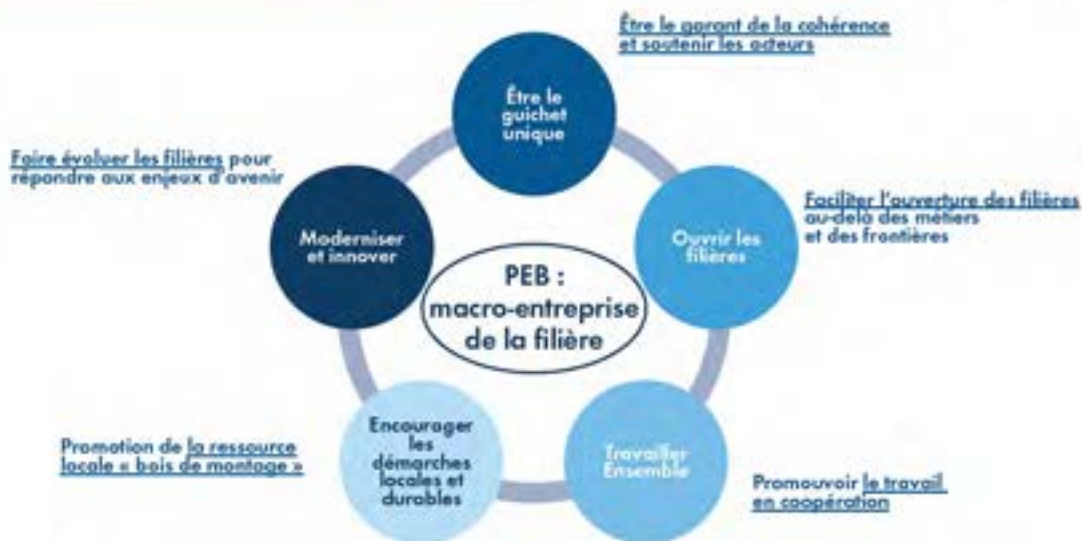 Être le garant de la cohérence
et soutenir les acteurs
Être le
guichet
unique
Faire évoluer les filières pour
répondre aux enjeux d'avenir
Faciliter l'ouverture des filières
au-delà des métiers
et des frontières
Moderniser
et innover
Ouvrir les
filières
PEB :
macro-entreprise
de la filière
Encourager
les
démarches
locales et
durables
Travailler
Ensemble
Promotion de la ressource
locale « bois de montage »
Promouvoir le travail
en coopération